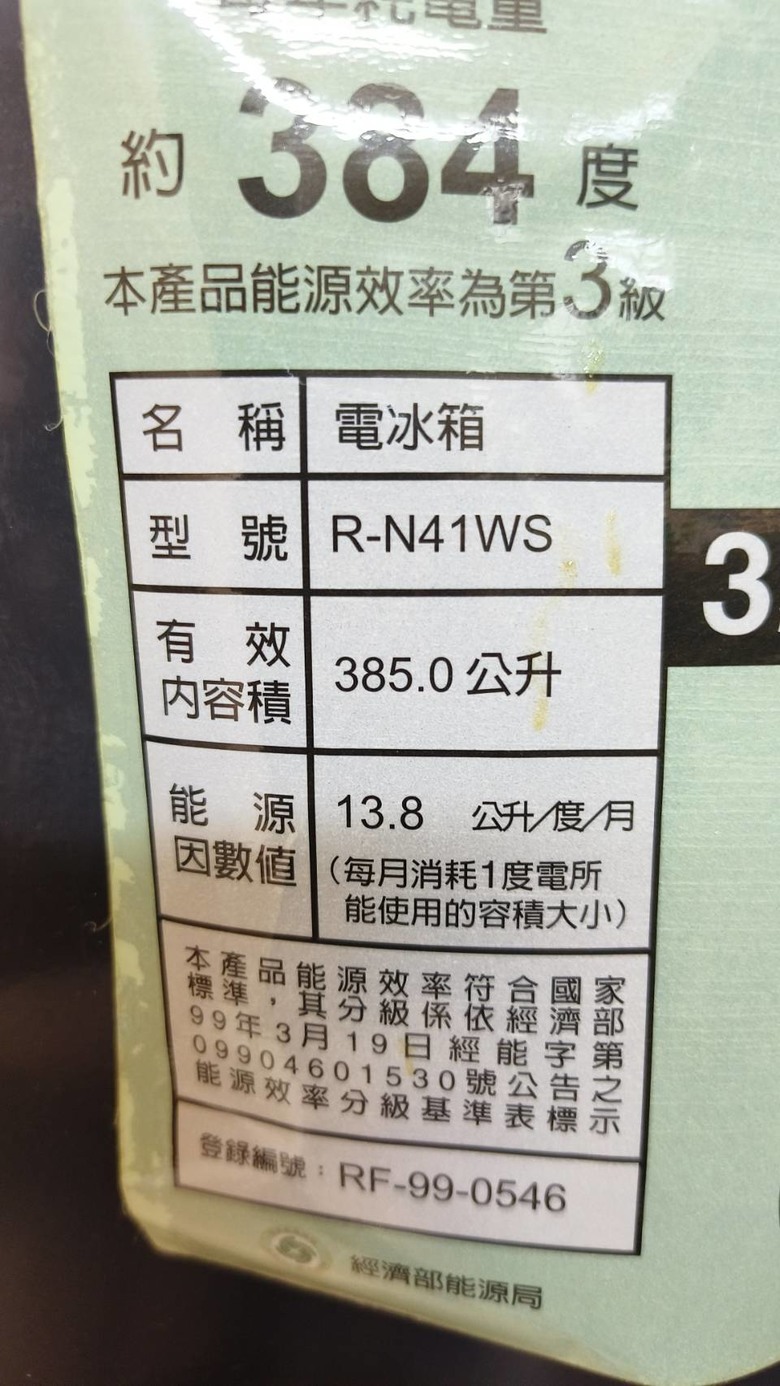 每年耗電量
約 384 度
本產品能源效率為第3級
名稱 電冰箱
型號 R-N41WS
3
有效
內容積
385.0 公升
能源
因數值
13.8 公升/度/月
(每月消耗1度電所
能使用的容積大小)
本產品能源效率符合國家
標準,其分級係依經濟部
99年3月19日經能字第
09904601530號公告之
能源效率分級基準表標示
登錄編號:RF-99-0546
經濟部能源局